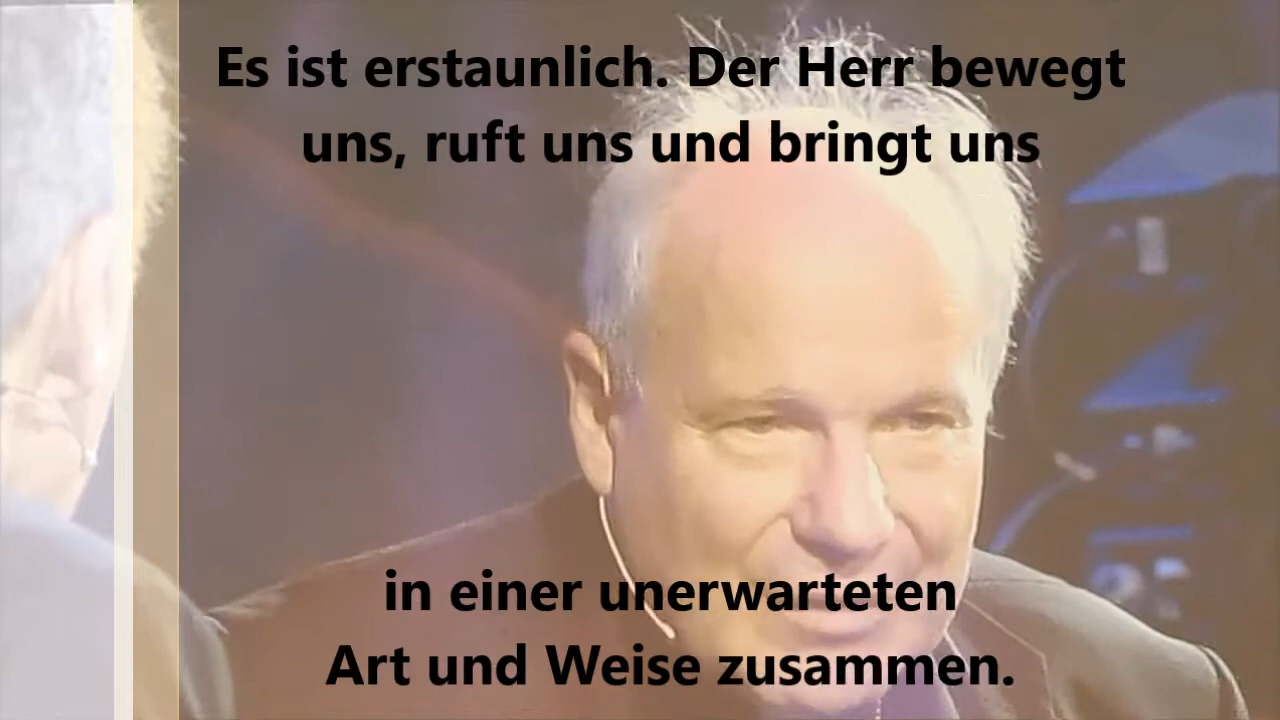 Es ist erstaunlich. Der Herr bewegt
uns, ruft uns und bringt uns
in einer unerwarteten
Art und Weise zusammen.